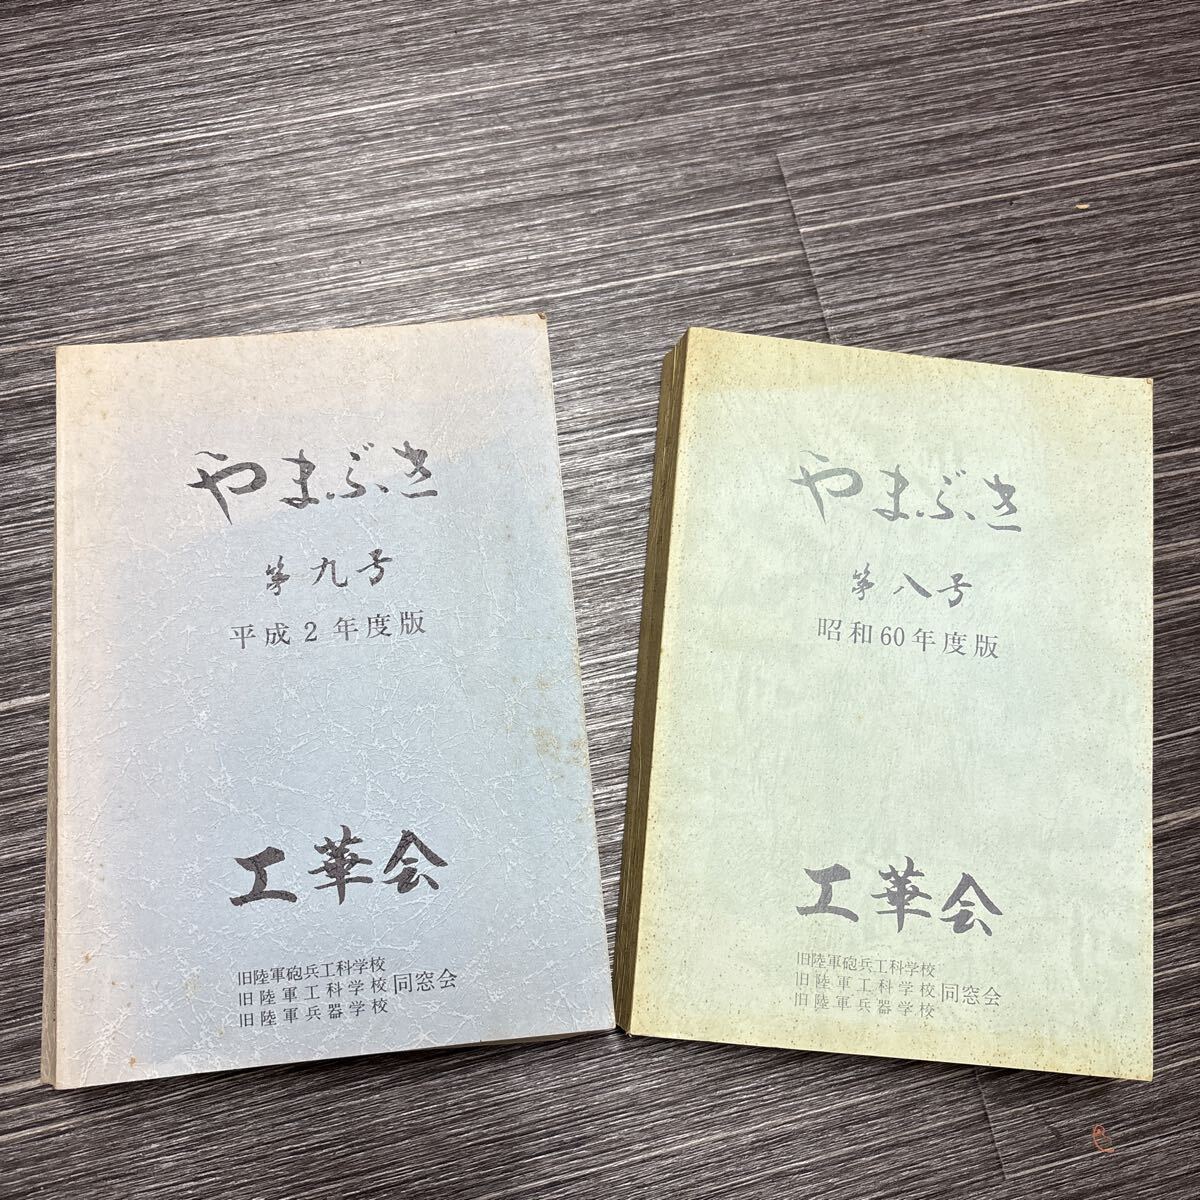 やまぶき
第九号
平成2年度版
工華会
旧陸軍砲兵工科学校
旧陸軍工科学校
旧陸軍兵器学校
同窓会
やまぶき
第八号
昭和60年度版
工華会
旧陸軍砲兵工科学校
旧陸軍工科学校
旧陸軍兵器学校
同窓会